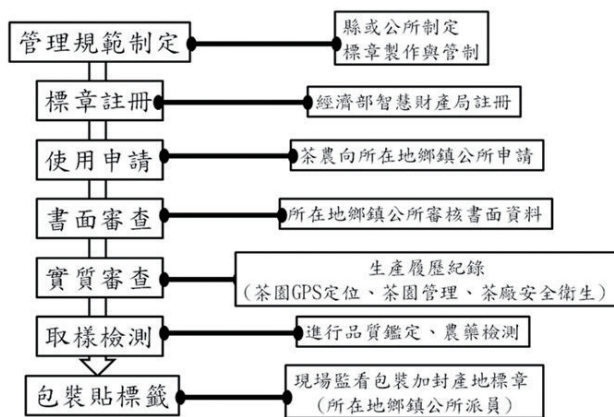 管理規範制定
縣或公所制定
標章製作與管制
標章註冊
經濟部智慧財產局註冊
使用申請
茶農向所在地鄉鎮公所申請
書面審查
所在地鄉鎮公所審核書面資料
實質審查
生產履歷紀錄
(茶園GPS定位、茶園管理、茶廠安全衛生)
取樣檢測
進行品質鑑定、農藥檢測
包裝貼標籤
現場監看包裝加封產地標章
(所在地鄉鎮公所派員)